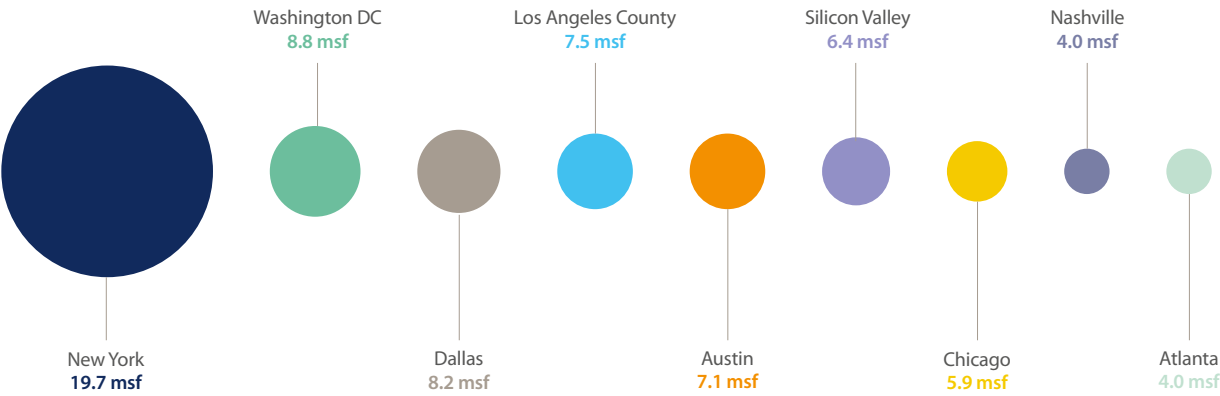 Washington DC
8.8 msf
Los Angeles County
7.5 msf
Silicon Valley
6.4 msf
Nashville
4.0 msf
New York
19.7 msf
Dallas
8.2 msf
Austin
7.1 msf
Chicago
5.9 msf
Atlanta
4.0 msf